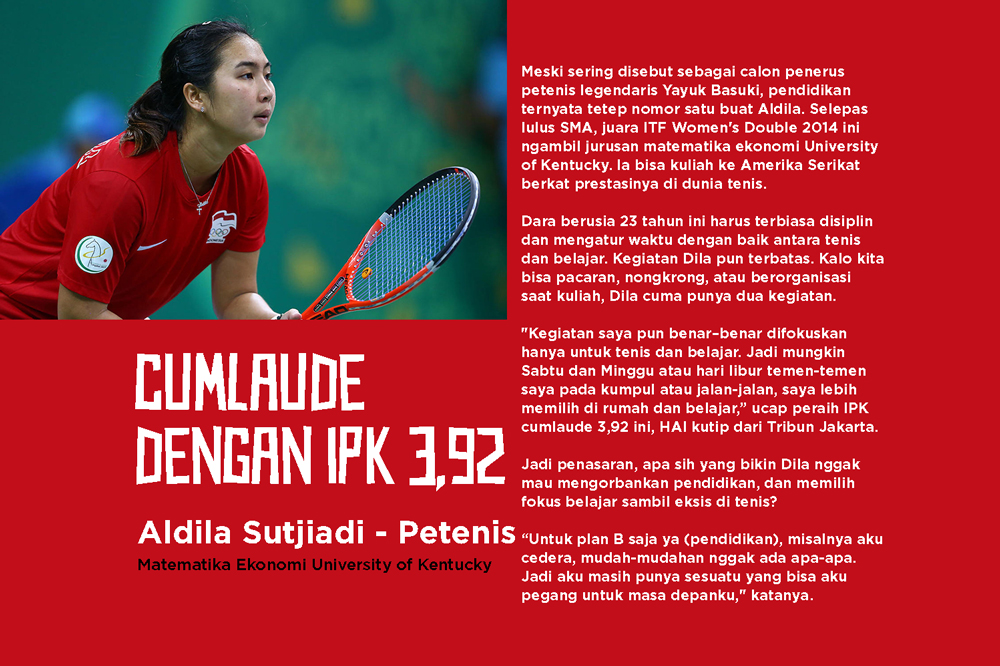 CUMLAUDE
DENGAN IPK 3,92
Aldila Sutjiadi - Petenis
Matematika Ekonomi University of Kentucky
Meski sering disebut sebagai calon penerus
petenis legendaris Yayuk Basuki, pendidikan
ternyata tetep nomor satu buat Aldila. Selepas
lulus SMA, juara ITF Women's Double 2014 ini
ngambil jurusan matematika ekonomi University
of Kentucky. Ia bisa kuliah ke Amerika Serikat
berkat prestasinya di dunia tenis.
Dara berusia 23 tahun ini harus terbiasa disiplin
dan mengatur waktu dengan baik antara tenis
dan belajar. Kegiatan Dila pun terbatas. Kalo kita
bisa pacaran, nongkrong, atau berorganisasi
saat kuliah, Dila cuma punya dua kegiatan.
"Kegiatan saya pun benar–benar difokuskan
hanya untuk tenis dan belajar. Jadi mungkin
Sabtu dan Minggu atau hari libur temen-temen
saya pada kumpul atau jalan-jalan, saya lebih
memilih di rumah dan belajar,” ucap peraih IPK
cumlaude 3,92 ini, HAI kutip dari Tribun Jakarta.
Jadi penasaran, apa sih yang bikin Dila nggak
mau mengorbankan pendidikan, dan memilih
fokus belajar sambil eksis di tenis?
“Untuk plan B saja ya (pendidikan), misalnya aku
cedera, mudah-mudahan nggak ada apa-apa.
Jadi aku masih punya sesuatu yang bisa aku
pegang untuk masa depanku," katanya.